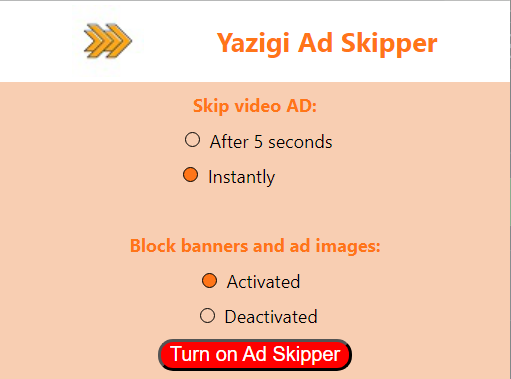 Yazigi Ad Skipper
Skip video AD:
After 5 seconds
Instantly
Block banners and ad images:
Activated
Deactivated
Turn on Ad Skipper